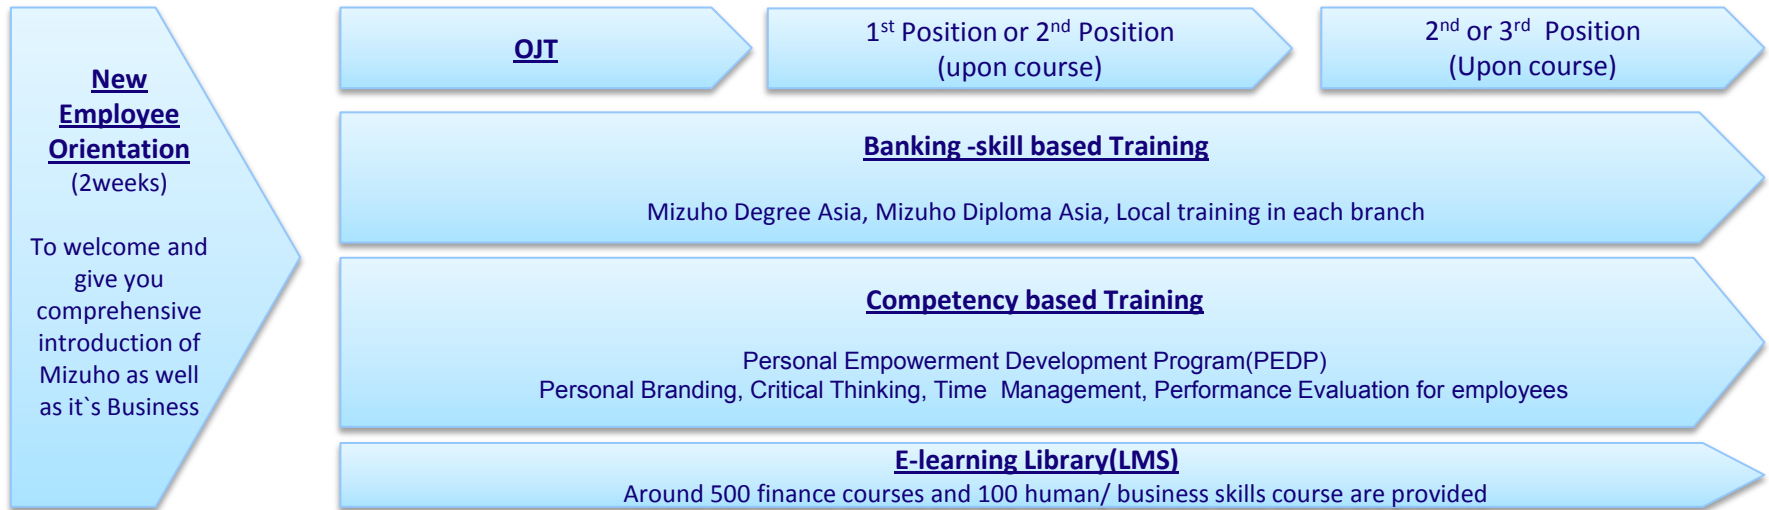 New
Employee
Orientation
(2weeks)
To welcome and
give you
comprehensive
introduction of
Mizuho as well
as it`s Business
OJT
1st Position or 2nd Position
(upon course)
2nd or 3rd Position
(Upon course)
Banking -skill based Training
Mizuho Degree Asia, Mizuho Diploma Asia, Local training in each branch
Competency based Training
Personal Empowerment Development Program(PEDP)
Personal Branding, Critical Thinking, Time Management, Performance Evaluation for employees
E-learning Library(LMS)
Around 500 finance courses and 100 human/ business skills course are provided